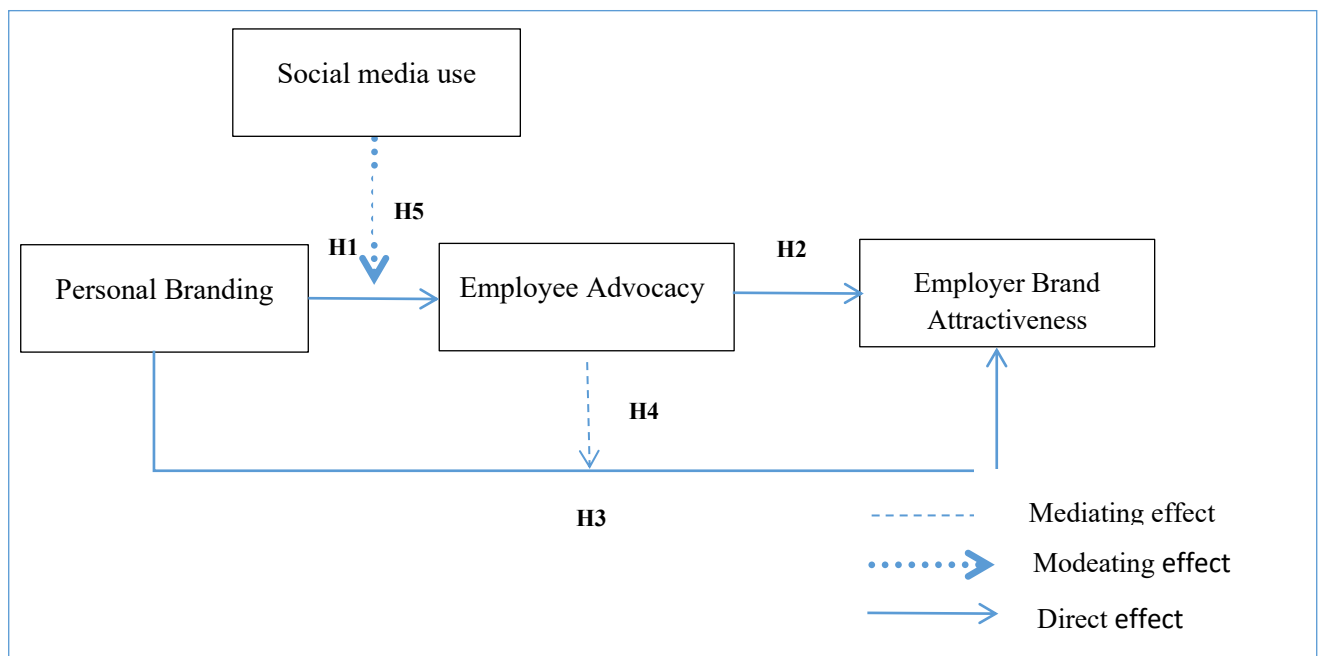 Social media use
H5
H1
H2
Personal Branding
Employee Advocacy
Employer Brand
Attractiveness
H4
H3
Mediating effect
Modeating effect
Direct effect